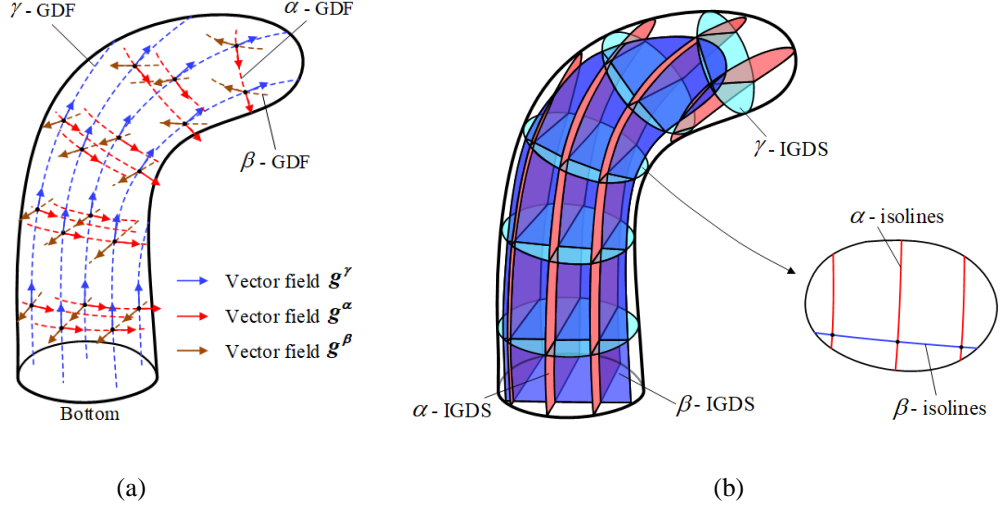 γ - GDF
α - GDF
β - GDF
Vector field g^γ
Vector field g^α
Vector field g^β
Bottom
(a)
γ - IGDS
α - isolines
α - IGDS
β - IGDS
β - isolines
(b)